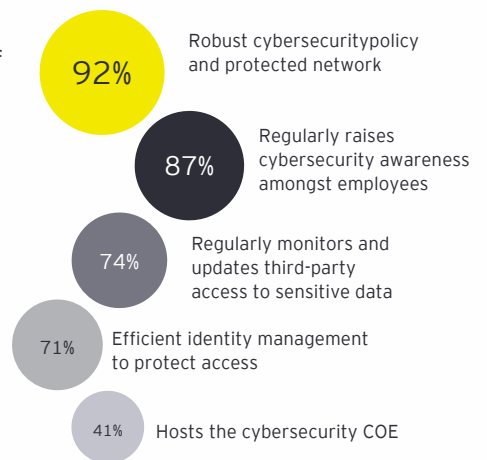 92%
Robust cybersecuritypolicy
and protected network
87%
Regularly raises
cybersecurity awareness
amongst employees
74%
Regularly monitors and
updates third-party
access to sensitive data
71%
Efficient identity management
to protect access
41%
Hosts the cybersecurity COE